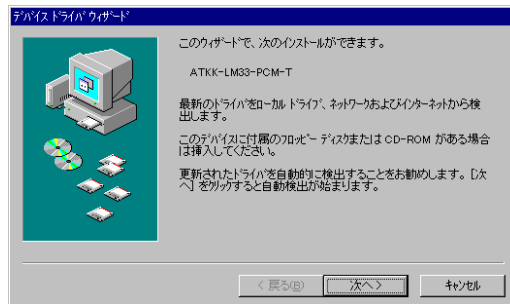 ﾃﾞﾊﾞｲｽ ﾄﾞﾗｲﾊﾞ ｳｨｻﾞｰﾄﾞ
このｳｨｻﾞｰﾄﾞで、次のｲﾝｽﾄｰﾙができます。
ATKK-LM33-PCM-T
最新のﾄﾞﾗｲﾊﾞをﾛｰｶﾙ ﾄﾞﾗｲﾌﾞ、ﾈｯﾄﾜｰｸおよびｲﾝﾀｰﾈｯﾄから検
出します。
このﾃﾞﾊﾞｲｽに付属のﾌﾛｯﾋﾟｰ ﾃﾞｨｽｸまたは CD-ROM がある場合
は挿入してください。
更新されたﾄﾞﾗｲﾊﾞを自動的に検出することをお勧めします。［次
へ］ をｸﾘｯｸすると自動検出が始まります。
< 戻る(B)
次へ >
ｷｬﾝｾﾙ